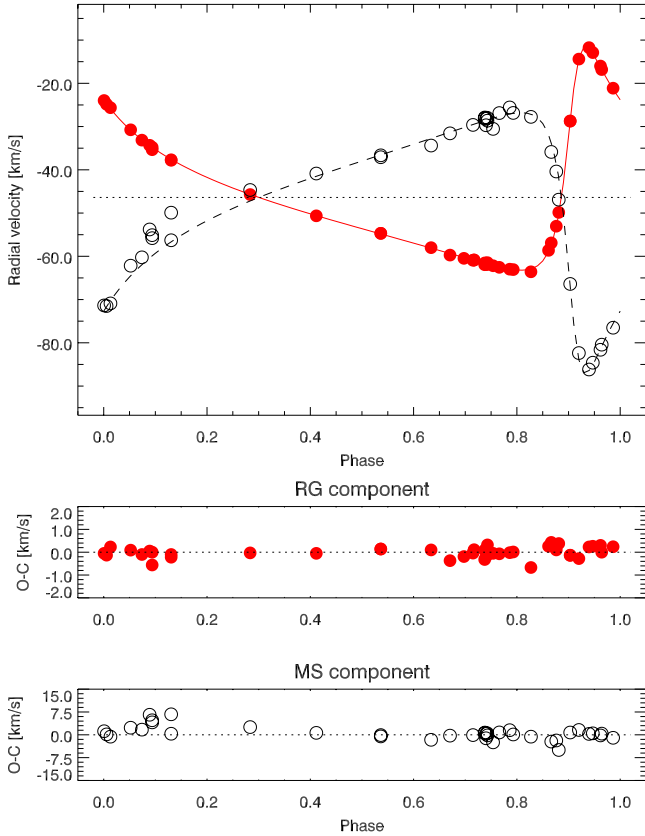 -20.0
-40.0
-60.0
-80.0
Radial velocity [km/s]
0.0 0.2 0.4 0.6 0.8 1.0
Phase
RG component
2.0
1.0
0.0
-1.0
-2.0
O-C [km/s]
0.0 0.2 0.4 0.6 0.8 1.0
MS component
15.0
7.5
0.0
-7.5
-15.0
O-C [km/s]
0.0 0.2 0.4 0.6 0.8 1.0
Phase